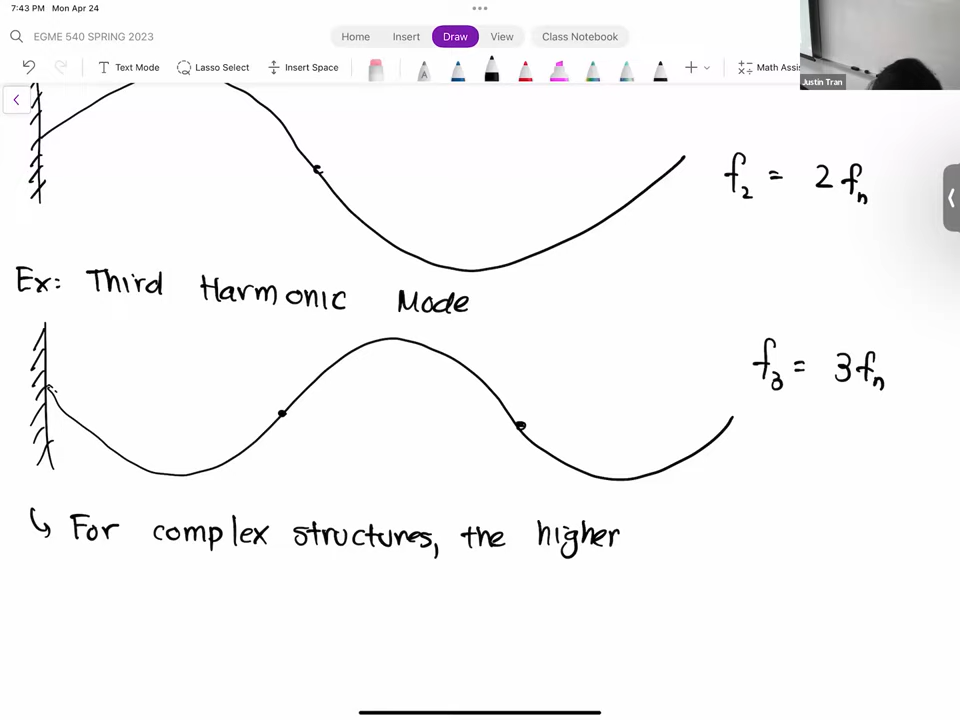 7:43 PM Mon Apr 24
EGME 540 SPRING 2023
Home Insert Draw View Class Notebook
Text Mode Lasso Select Insert Space A Math Assis
Justin Tran
f₂ = 2fₙ
Ex: Third Harmonic Mode
f₃ = 3fₙ
↳ For complex structures, the higher